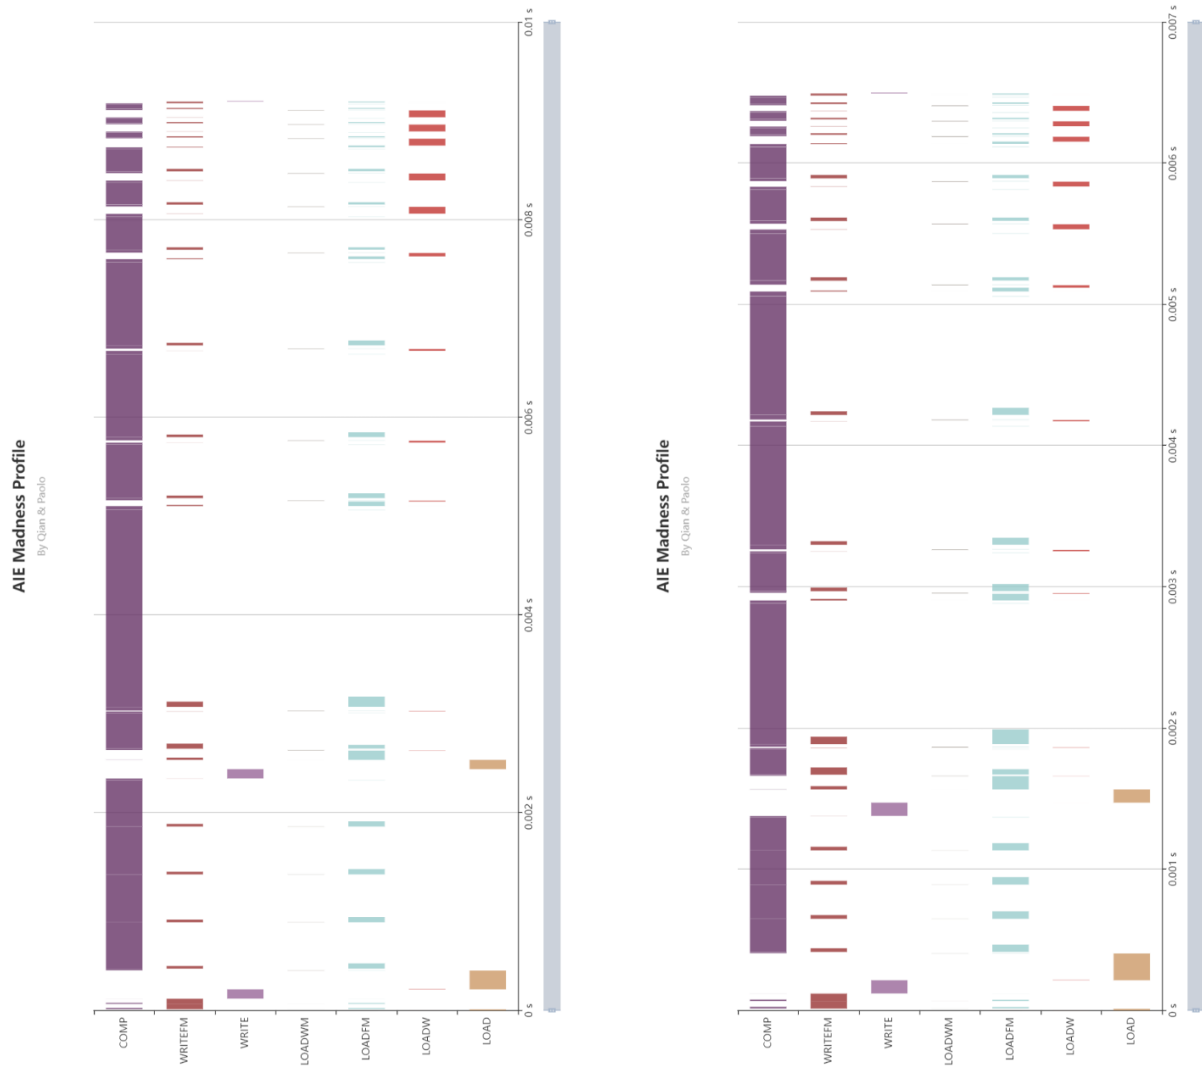 AIE Madness Profile
By Qian & Paolo
0.01 s
0.008 s
0.006 s
0.004 s
0.002 s
0 s
COMP
WRITEFM
WRITE
LOADWM
LOADFM
LOADW
LOAD
AIE Madness Profile
By Qian & Paolo
0.007 s
0.006 s
0.005 s
0.004 s
0.003 s
0.002 s
0.001 s
0 s
COMP
WRITEFM
WRITE
LOADWM
LOADFM
LOADW
LOAD